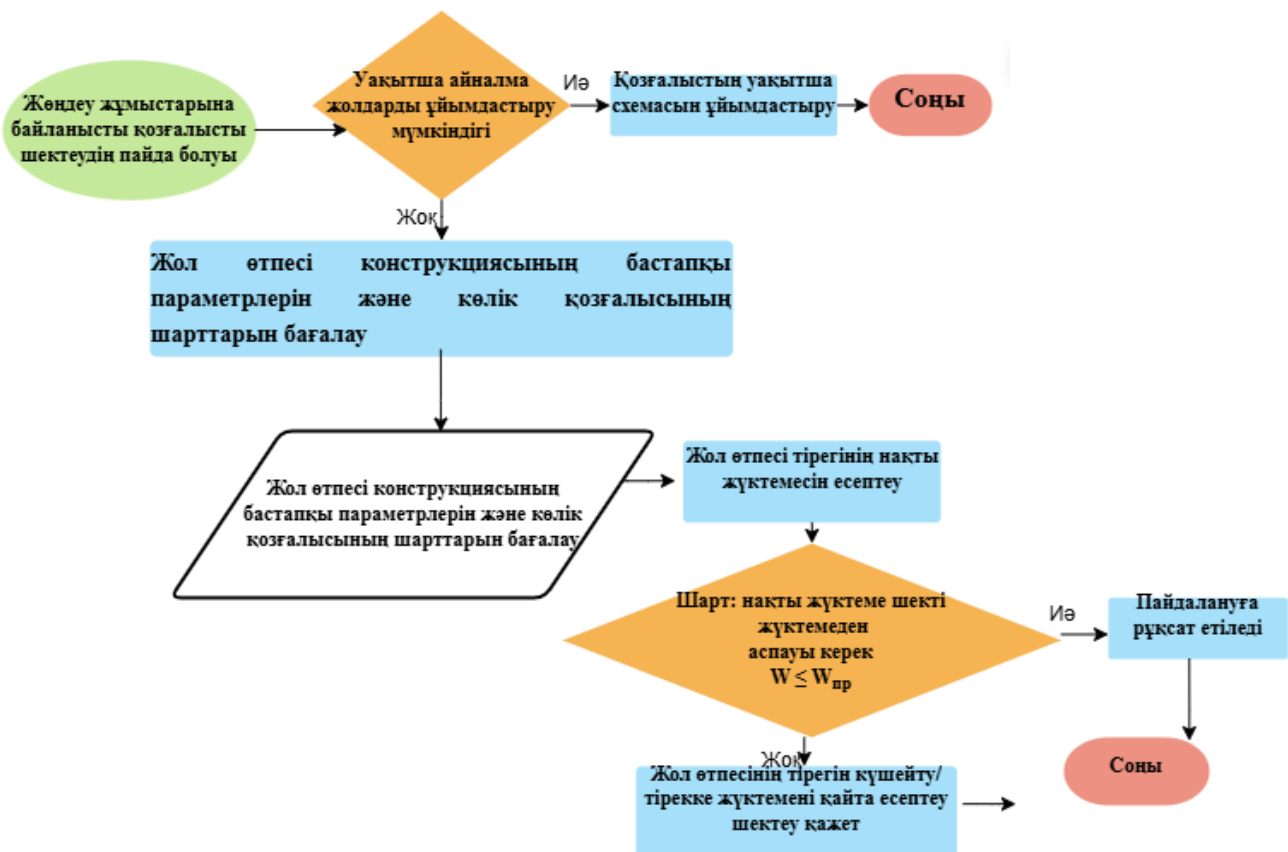 Жөндеу жұмыстарына
байланысты қозғалысты
шектеудің пайда болуы
Уақытша айналма
жолдарды ұйымдастыру
мүмкіндігі
Иә
Қозғалыстың уақытша
схемасын ұйымдастыру
Соңы
Жоқ
Жол өтпесі конструкциясының бастапқы
параметрлерін және көлік қозғалысының
шарттарын бағалау
Жол өтпесі конструкциясының
бастапқы параметрлерін және көлік
қозғалысының шарттарын бағалау
Жол өтпесі тірегінің нақты
жүктемесін есептеу
Шарт: нақты жүктеме шекті
жүктемеден
аспауы керек
W ≤ Wпр
Иә
Пайдалануға
рұқсат етіледі
Соңы
Жоқ
Жол өтпесінің тірегін күшейту/
тірекке жүктемені қайта есептеу
шектеу қажет